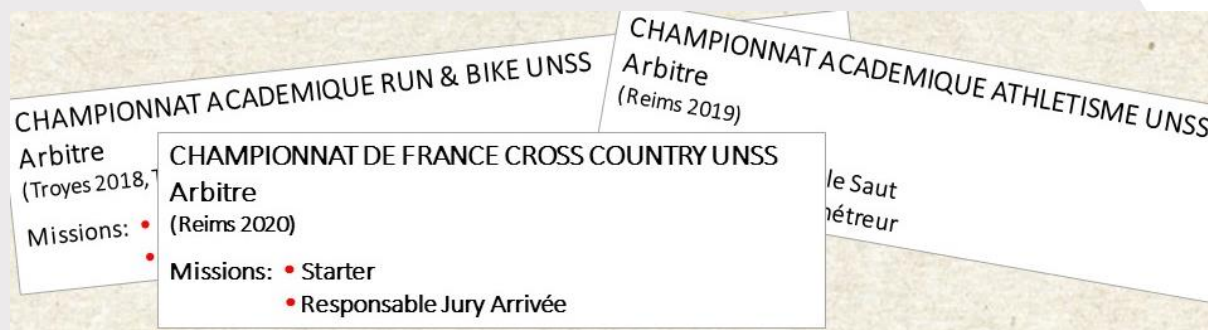 CHAMPIONNAT ACADEMIQUE RUN & BIKE UNSS
Arbitre
(Troyes 2018,
Missions: •
•
CHAMPIONNAT DE FRANCE CROSS COUNTRY UNSS
Arbitre
(Reims 2020)
Missions: • Starter
• Responsable Jury Arrivée
CHAMPIONNAT ACADEMIQUE ATHLETISME UNSS
Arbitre
(Reims 2019)
le Saut